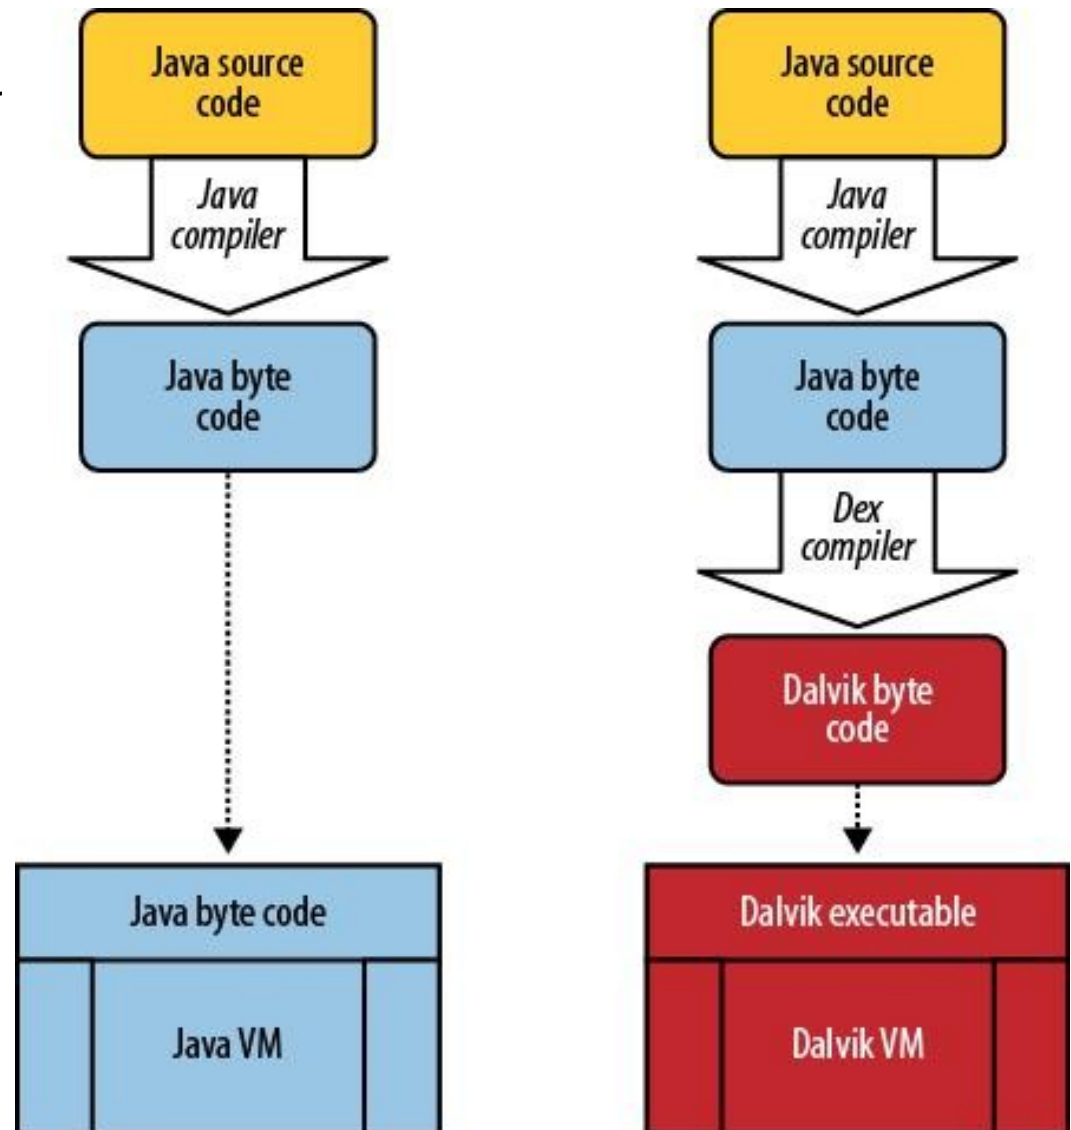 Java source
code
Java
compiler
Java byte
code
Java byte code
Java VM
Java source
code
Java
compiler
Java byte
code
Dex
compiler
Dalvik byte
code
Dalvik executable
Dalvik VM